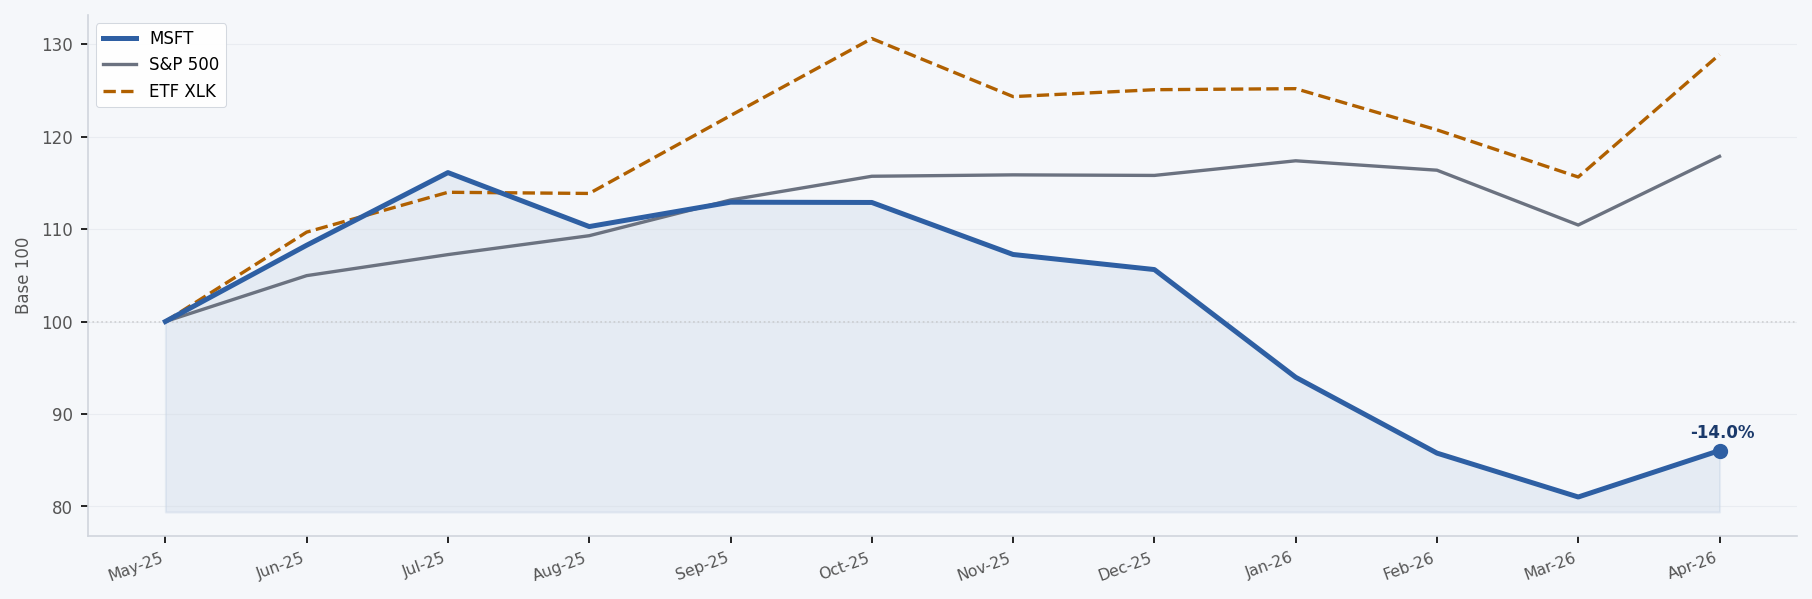 MSFT
S&P 500
ETF XLK
Base 100
130
120
110
100
90
80
-14.0%
May-25
Jun-25
Jul-25
Aug-25
Sep-25
Oct-25
Nov-25
Dec-25
Jan-26
Feb-26
Mar-26
Apr-26